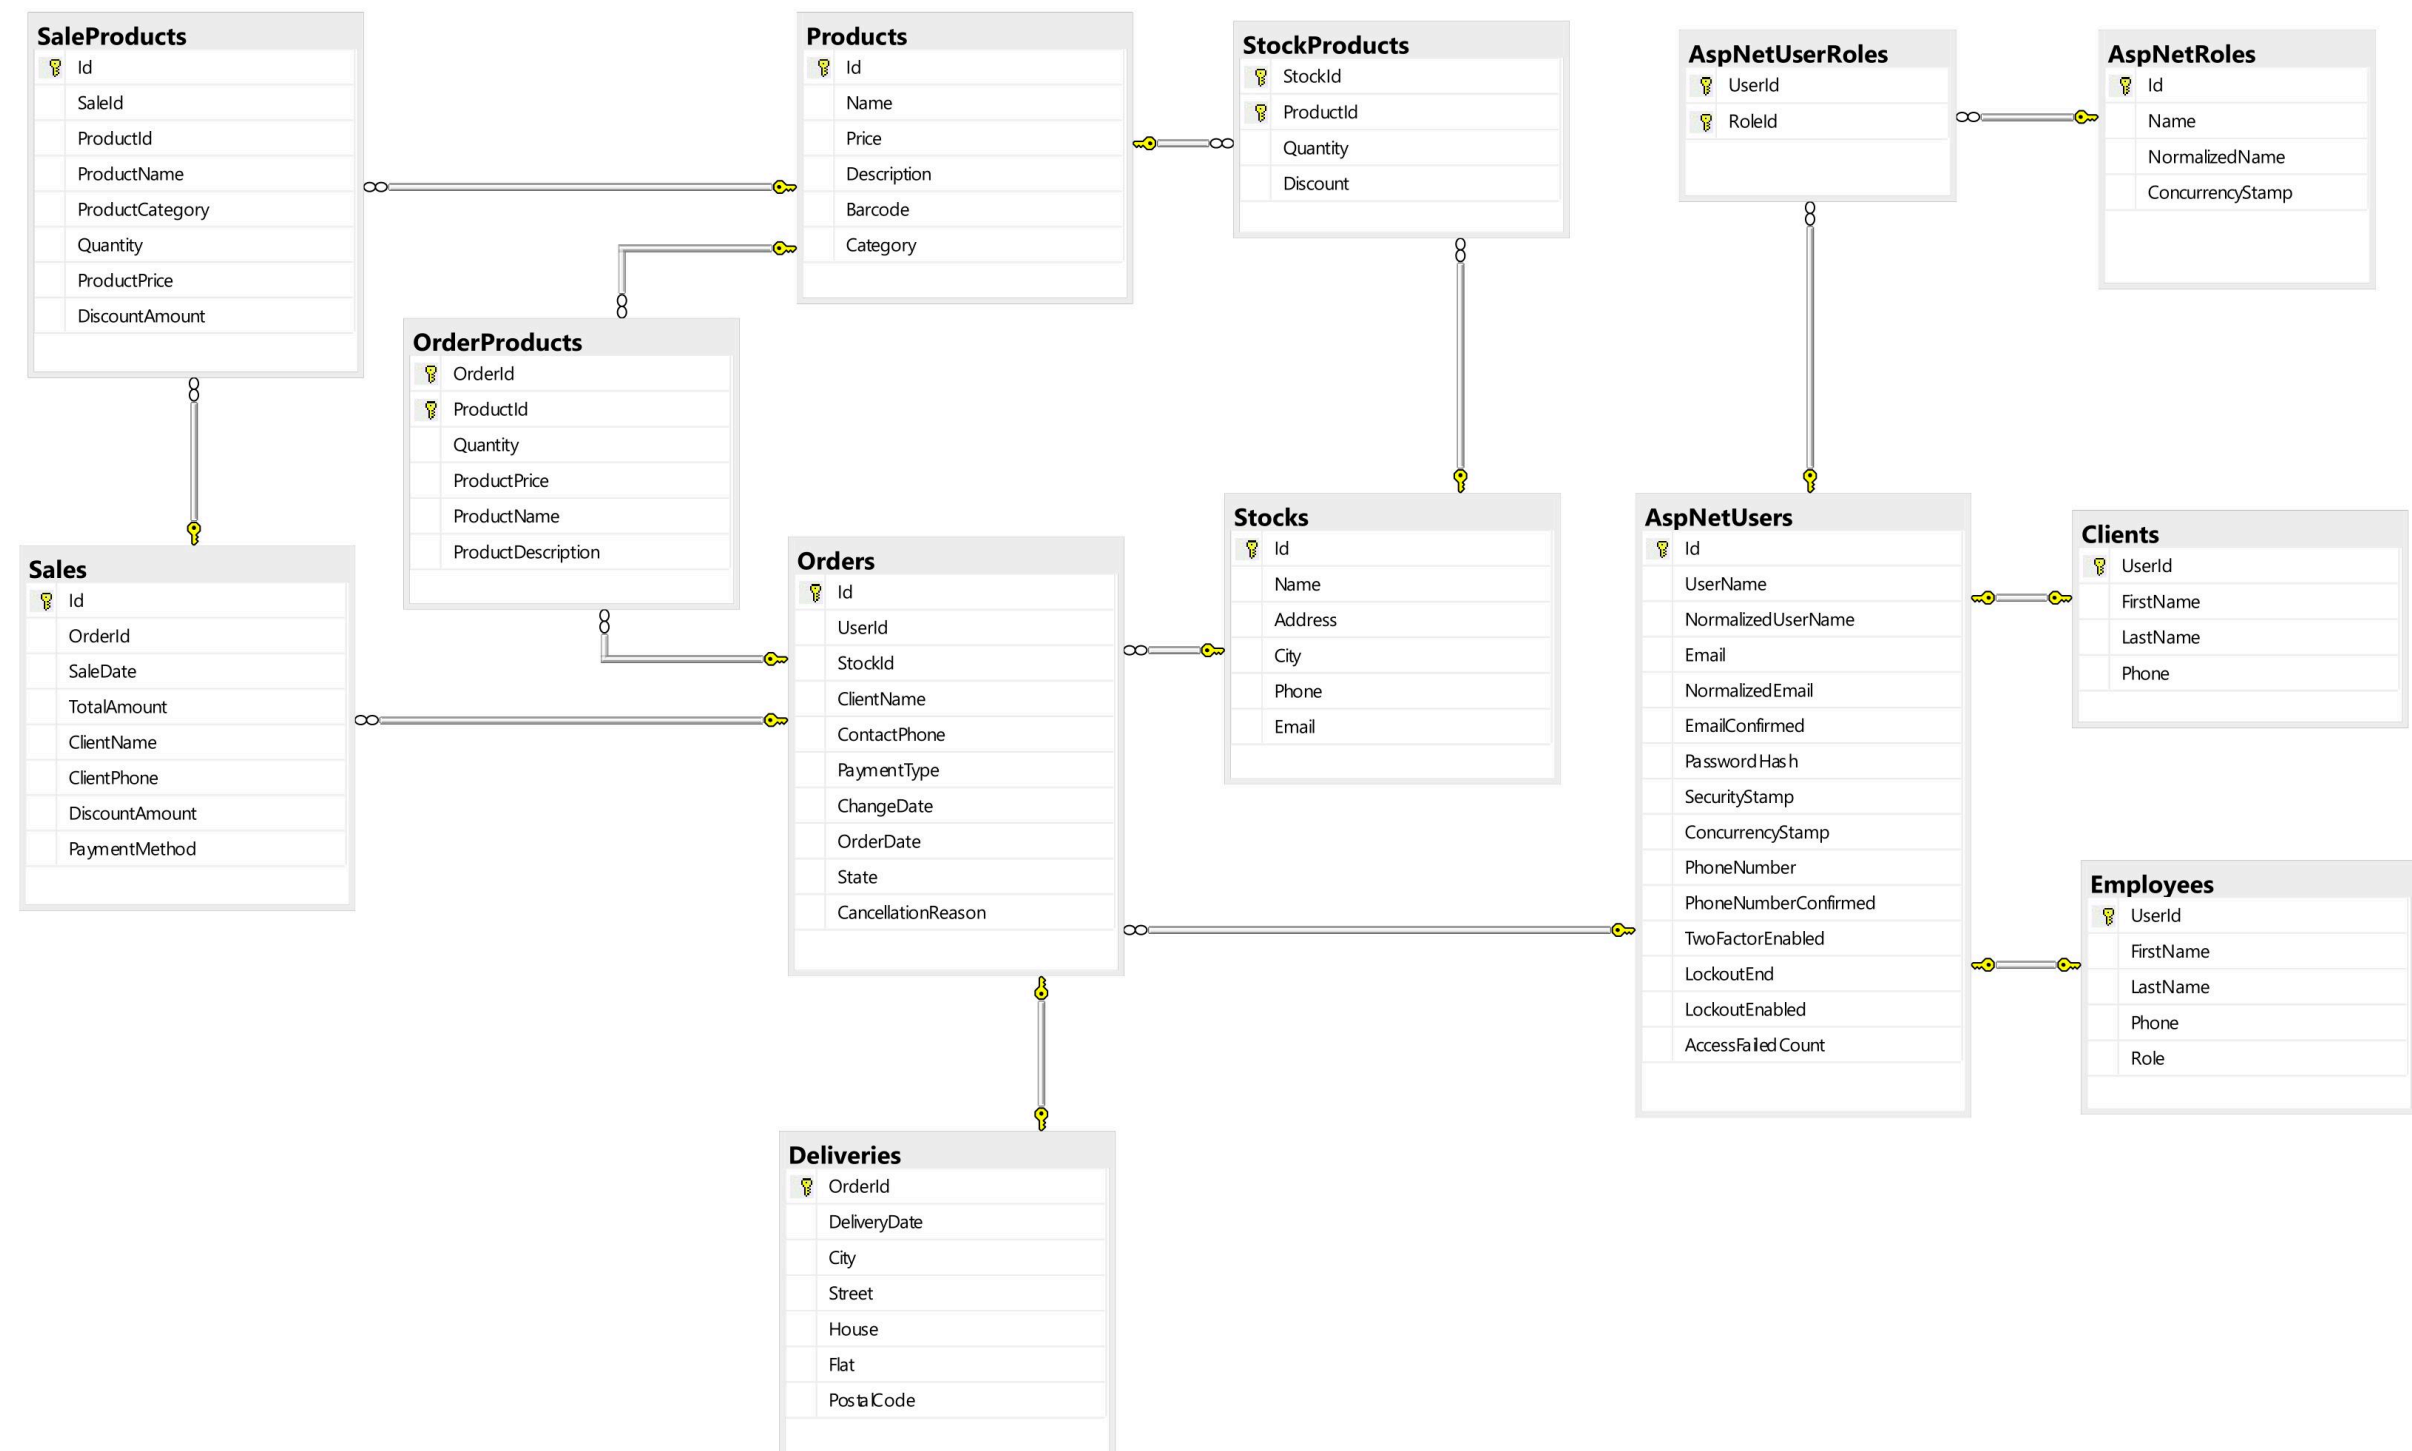 SaleProducts
Id
SaleId
ProductId
ProductName
ProductCategory
Quantity
ProductPrice
DiscountAmount
Products
Id
Name
Price
Description
Barcode
Category
StockProducts
StockId
ProductId
Quantity
Discount
AspNetUserRoles
UserId
RoleId
AspNetRoles
Id
Name
NormalizedName
ConcurrencyStamp
OrderProducts
OrderId
ProductId
Quantity
ProductPrice
ProductName
ProductDescription
Sales
Id
OrderId
SaleDate
TotalAmount
ClientName
ClientPhone
DiscountAmount
PaymentMethod
Orders
Id
UserId
StockId
ClientName
ContactPhone
PaymentType
ChangeDate
OrderDate
State
CancellationReason
Stocks
Id
Name
Address
City
Phone
Email
AspNetUsers
Id
UserName
NormalizedUserName
Email
NormalizedEmail
EmailConfirmed
PasswordHash
SecurityStamp
ConcurrencyStamp
PhoneNumber
PhoneNumberConfirmed
TwoFactorEnabled
LockoutEnd
LockoutEnabled
AccessFailedCount
Clients
UserId
FirstName
LastName
Phone
Employees
UserId
FirstName
LastName
Phone
Role
Deliveries
OrderId
DeliveryDate
City
Street
House
Flat
PostalCode